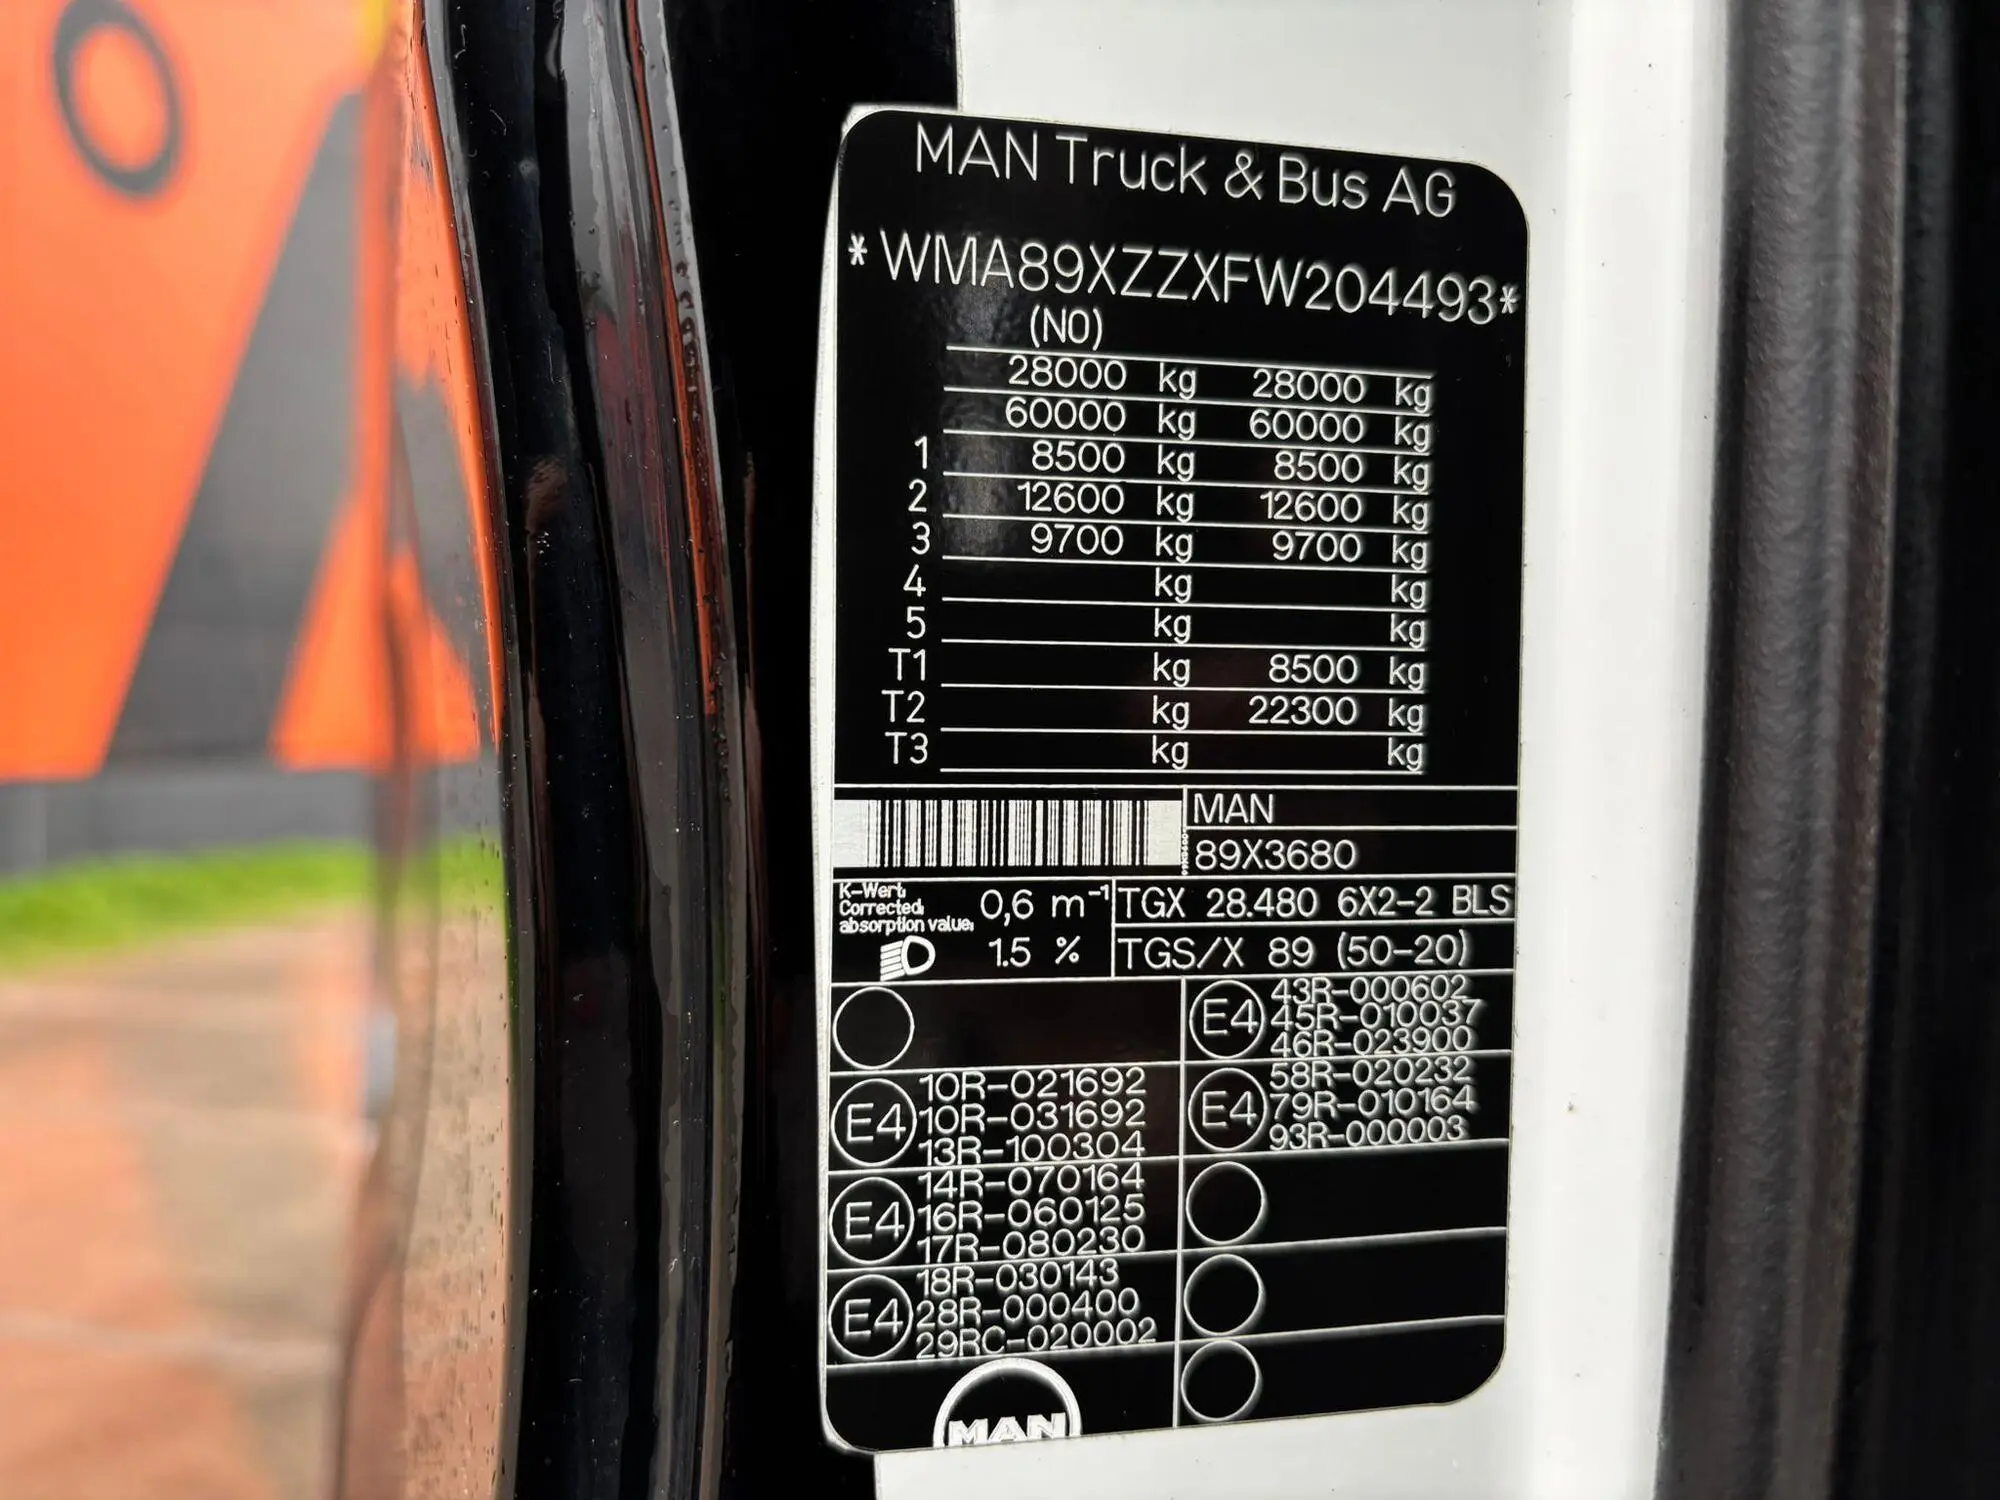 MAN Truck & Bus AG
*WMA89XZZXFW204493*
(NO)
28000 kg 28000 kg
60000 kg 60000 kg
1 8500 kg 8500 kg
2 12600 kg 12600 kg
3 9700 kg 9700 kg
4 kg kg
5 kg kg
T1 kg 8500 kg
T2 kg 22300 kg
T3 kg kg
MAN
89X3680
K-Wert:
Corrected
absorption value:
0,6 m-1
1.5 %
TGX 28.480 6X2-2 BLS
TGS/X 89 (50-20)
E4
10R-021692
10R-031692
13R-100304
E4
14R-070164
16R-060125
17R-080230
E4
18R-030143
28R-000400
29RC-020002
E4
43R-000602
45R-010037
46R-023900
E4
58R-020232
79R-010164
93R-000003
MAN